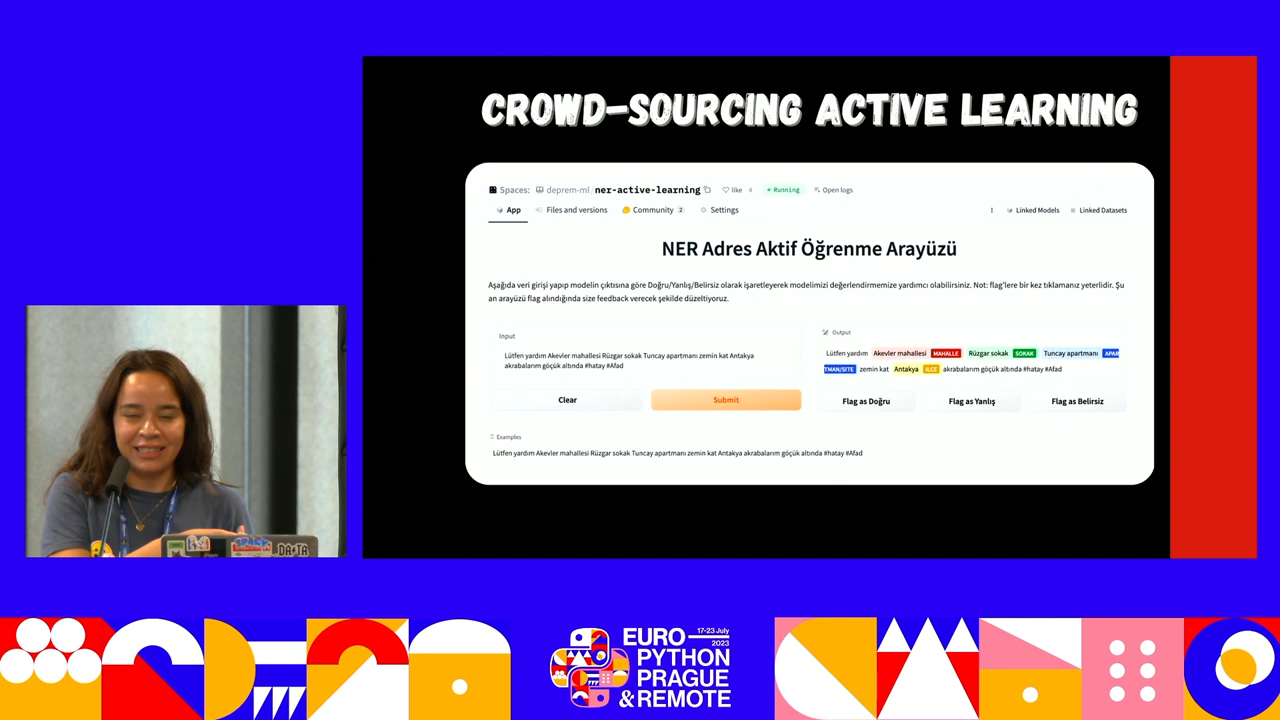 CROWD-SOURCING ACTIVE LEARNING
Spaces: deprem-ml/ner-active-learning like 4 Running Open logs
App Files and versions Community 2 Settings Linked Models Linked Datasets
NER Adres Aktif Öğrenme Arayüzü
Aşağıda veri girişi yapıp modelin çıktısına göre Doğru/Yanlış/Belirsiz olarak işaretleyerek modelimizi değerlendirmemize yardımcı olabilirsiniz. Not: flag'lere bir kez tıklamanız yeterlidir. Şu
an arayüzü flag alındığında size feedback verecek şekilde düzeltiyoruz.
Input
Lütfen yardım Akevler mahallesi Rüzgar sokak Tuncay apartmanı zemin kat Antakya
akrabalarım göçük altında #hatay #Afad
Clear
Submit
Output
Lütfen yardım Akevler mahallesi MAHALLE Rüzgar sokak SOKAK Tuncay apartmanı APAR
TMAN/SITE zemin kat Antakya ILCE akrabalarım göçük altında #hatay #Afad
Flag as Doğru
Flag as Yanlış
Flag as Belirsiz
Examples
Lütfen yardım Akevler mahallesi Rüzgar sokak Tuncay apartmanı zemin kat Antakya akrabalarım göçük altında #hatay #Afad
DATA
EURO 17-23 July
2023
PYTHON
PRAGUE
& REMOTE